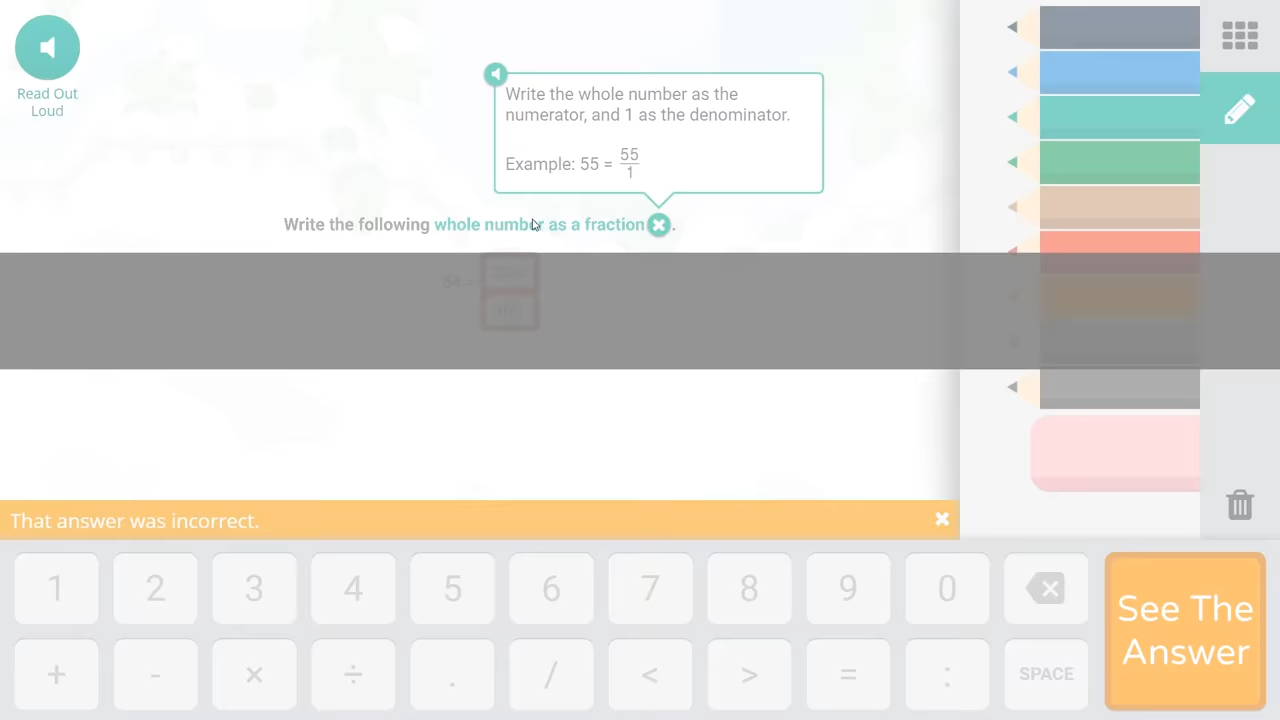 Read Out
Loud
Write the whole number as the
numerator, and 1 as the denominator.
Example: 55 = 55/1
Write the following whole number as a fraction.
64 =
That answer was incorrect.
1 2 3 4 5 6 7 8 9 0
+ - × ÷ . / < > = : SPACE
See The
Answer